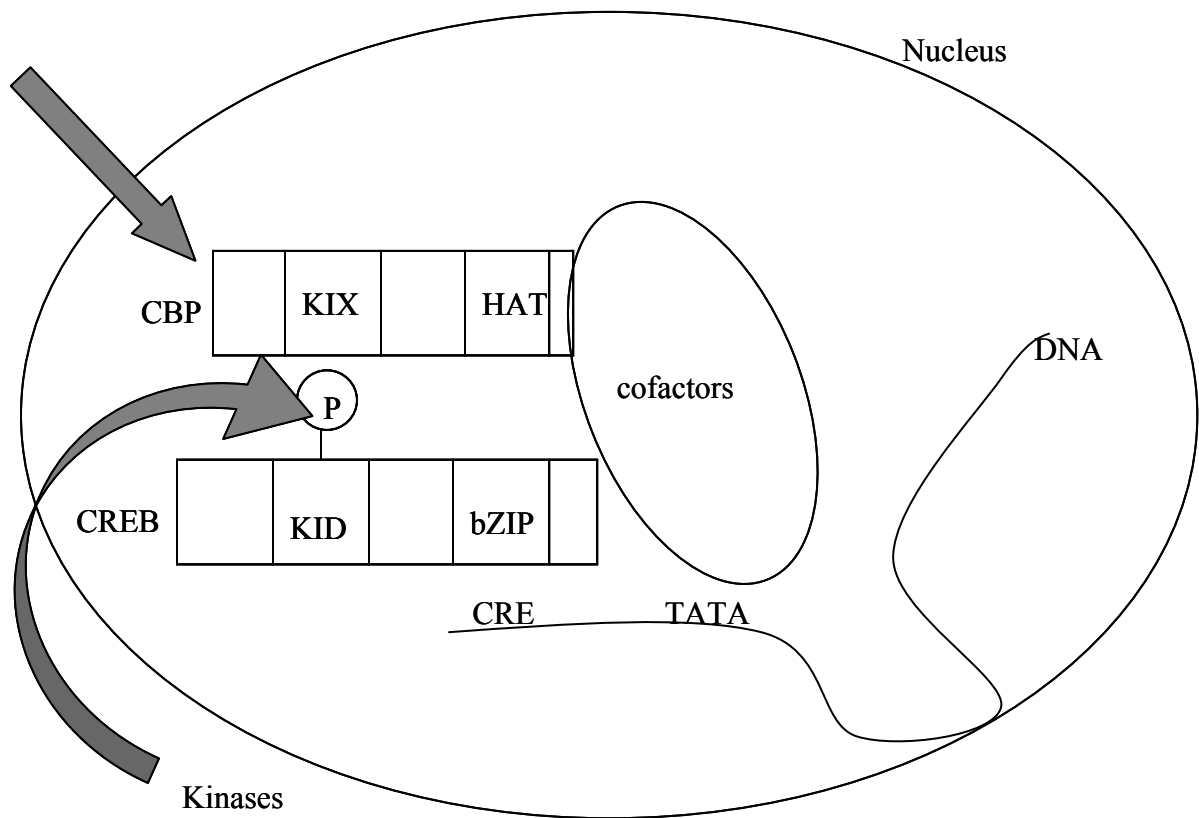 Nucleus
CBP
KIX
HAT
DNA
cofactors
P
CREB
KID
bZIP
CRE
TATA
Kinases